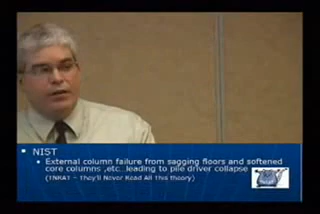 NIST
External column failure from sagging floors and softened
core columns ,etc...leading to pile driver collapse
(TNRAT – They'll Never Read All This theory)